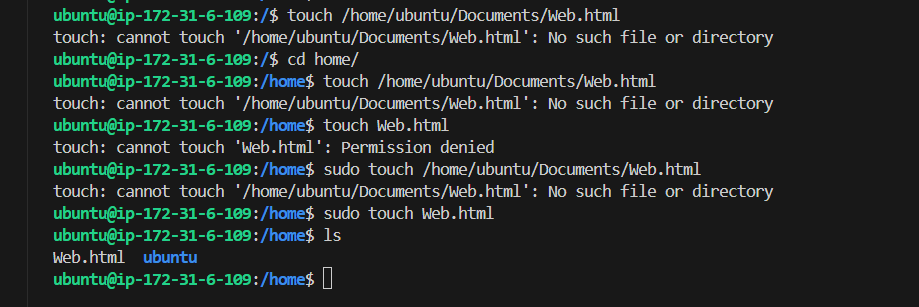 ubuntu@ip-172-31-6-109:/$ touch /home/ubuntu/Documents/Web.html
touch: cannot touch '/home/ubuntu/Documents/Web.html': No such file or directory
ubuntu@ip-172-31-6-109:/$ cd home/
ubuntu@ip-172-31-6-109:/home$ touch /home/ubuntu/Documents/Web.html
touch: cannot touch '/home/ubuntu/Documents/Web.html': No such file or directory
ubuntu@ip-172-31-6-109:/home$ touch Web.html
touch: cannot touch 'Web.html': Permission denied
ubuntu@ip-172-31-6-109:/home$ sudo touch /home/ubuntu/Documents/Web.html
touch: cannot touch '/home/ubuntu/Documents/Web.html': No such file or directory
ubuntu@ip-172-31-6-109:/home$ sudo touch Web.html
ubuntu@ip-172-31-6-109:/home$ ls
Web.html  ubuntu
ubuntu@ip-172-31-6-109:/home$